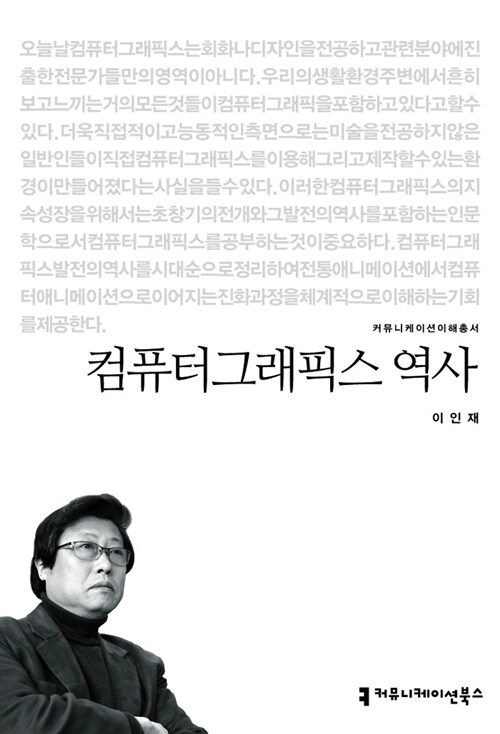 오늘날컴퓨터그래픽스는회화나디자인을전공하고관련분야에진
출한전문가들만의영역이아니다.우리의생활환경주변에서흔히
보고느끼는거의모든것들이컴퓨터그래픽을포함하고있다고할수
있다.더욱직접적이고능동적인측면으로는미술을전공하지않은
일반인들이직접컴퓨터그래픽스를이용해그리고제작할수있는환
경이만들어졌다는사실을들수있다.이러한컴퓨터그래픽스의지
속성장을위해서는초창기의전개와그발전의역사를포함하는인문
학으로서컴퓨터그래픽스를공부하는것이중요하다.컴퓨터그래
픽스발전의역사를시대순으로정리하여전통애니메이션에서컴퓨
터애니메이션으로이어지는진화과정을체계적으로이해하는기회
를제공한다.
커뮤니케이션이해총서
컴퓨터그래픽스 역사
이인재
커뮤니케이션북스